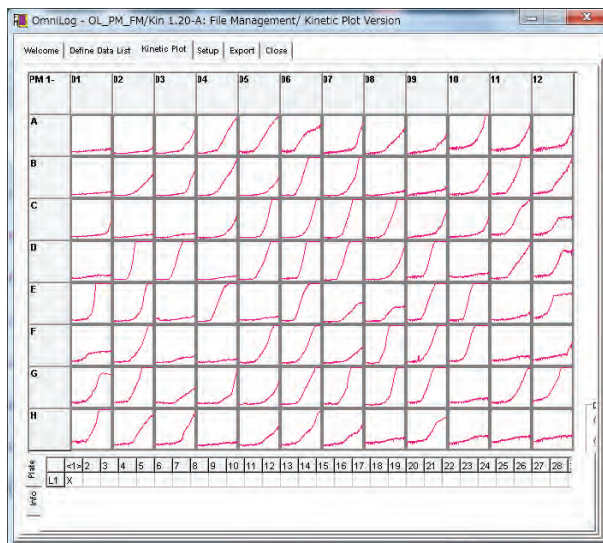 OmniLog - OL_PM_FM/Kin 1.20-A: File Management/ Kinetic Plot Version
Welcome Define Data List Kinetic Plot Setup Export Close
PM 1- 01 02 03 04 05 06 07 08 09 10 11 12
A
B
C
D
E
F
G
H
Plate
<1> 2 3 4 5 6 7 8 9 10 11 12 13 14 15 16 17 18 19 20 21 22 23 24 25 26 27 28
L1 X
Info